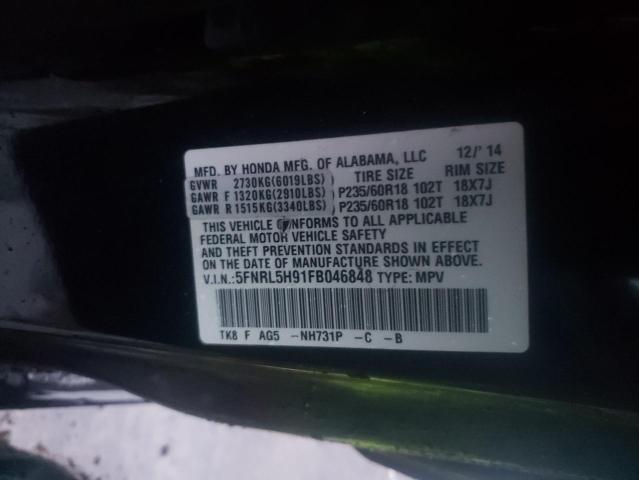 MFD. BY HONDA MFG. OF ALABAMA, LLC 12/'14
GVWR 2730KG(6019LBS) TIRE SIZE RIM SIZE
GAWR F 1320KG(2910LBS) P235/60R18 102T 18X7J
GAWR R 1515KG(3340LBS) P235/60R18 102T 18X7J
THIS VEHICLE CONFORMS TO ALL APPLICABLE
FEDERAL MOTOR VEHICLE SAFETY
AND THEFT PREVENTION STANDARDS IN EFFECT
ON THE DATE OF MANUFACTURE SHOWN ABOVE.
V.I.N.:5FNRL5H91FB046848 TYPE: MPV
TK8 F AG5 -NH731P -C -B